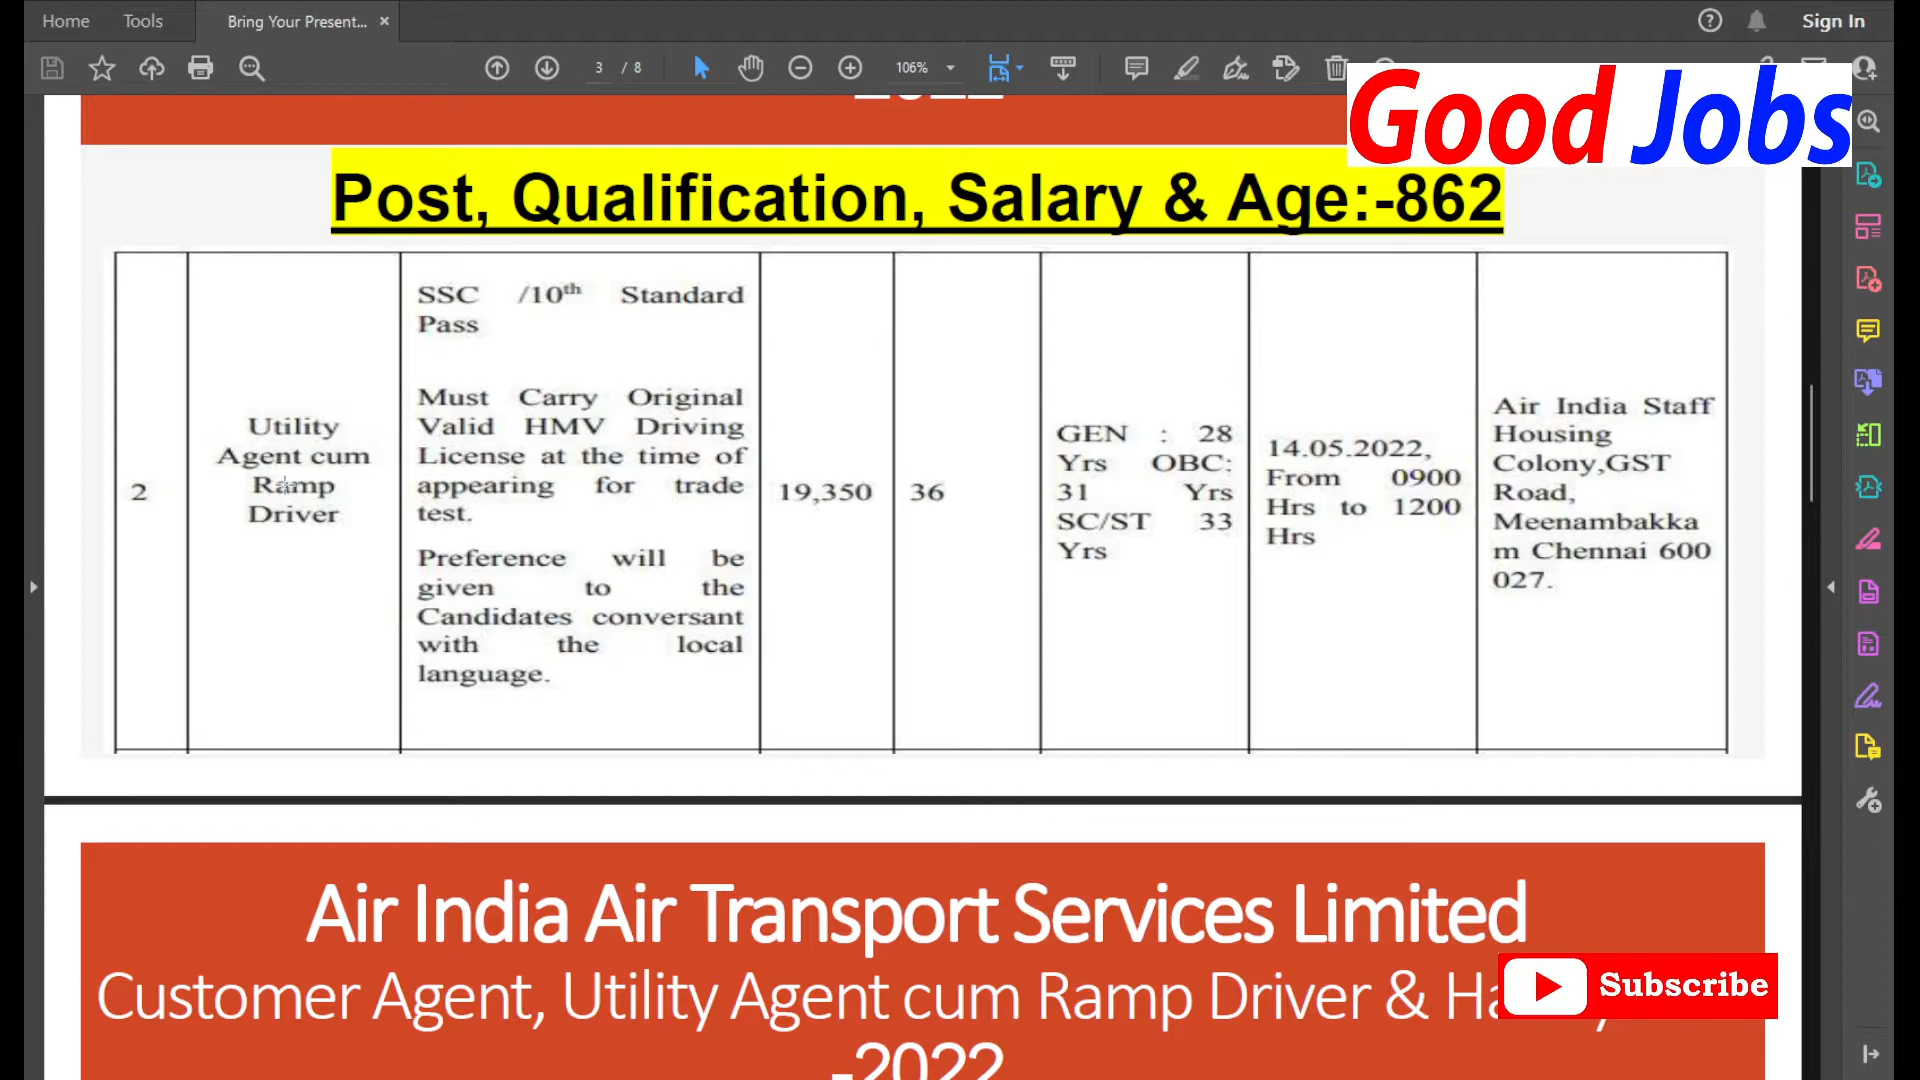 Home Tools Bring Your Present... × Sign In
3 / 8 106%
Good Jobs
Post, Qualification, Salary & Age:-862
2
Utility
Agent cum
Ramp
Driver
SSC /10th Standard
Pass
Must Carry Original
Valid HMV Driving
License at the time of
appearing for trade
test.
Preference will be
given to the
Candidates conversant
with the local
language.
19,350
36
GEN : 28
Yrs OBC:
31 Yrs
SC/ST 33
Yrs
14.05.2022,
From 0900
Hrs to 1200
Hrs
Air India Staff
Housing
Colony,GST
Road,
Meenambakka
m Chennai 600
027.
Air India Air Transport Services Limited
Customer Agent, Utility Agent cum Ramp Driver &
-2022
Subscribe